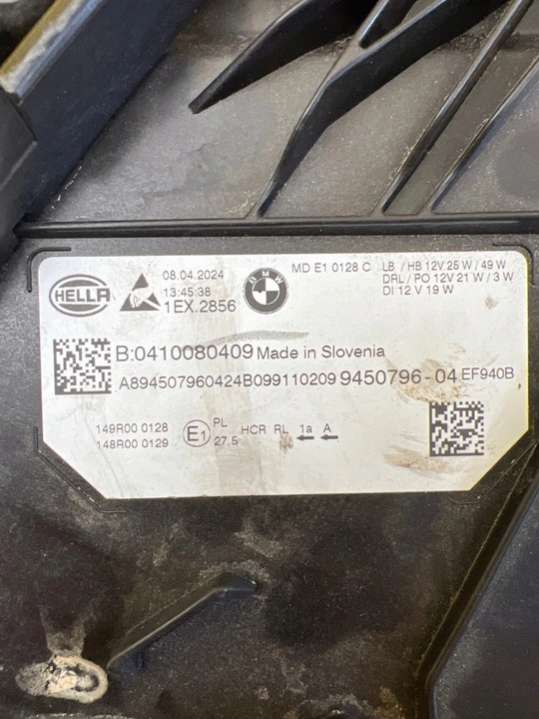 HELLA
08.04.2024
13:45:38
1EX.2856
BMW
MD E1 0128 C
LB / HB 12V 25 W / 49 W
DRL / PO 12V 21 W / 3 W
DI 12 V 19 W
B:0410080409 Made in Slovenia
A894507960424B099110209 9450796-04 EF940B
149R00 0128
148R00 0129
E1
PL
27.5
HCR RL 1a A